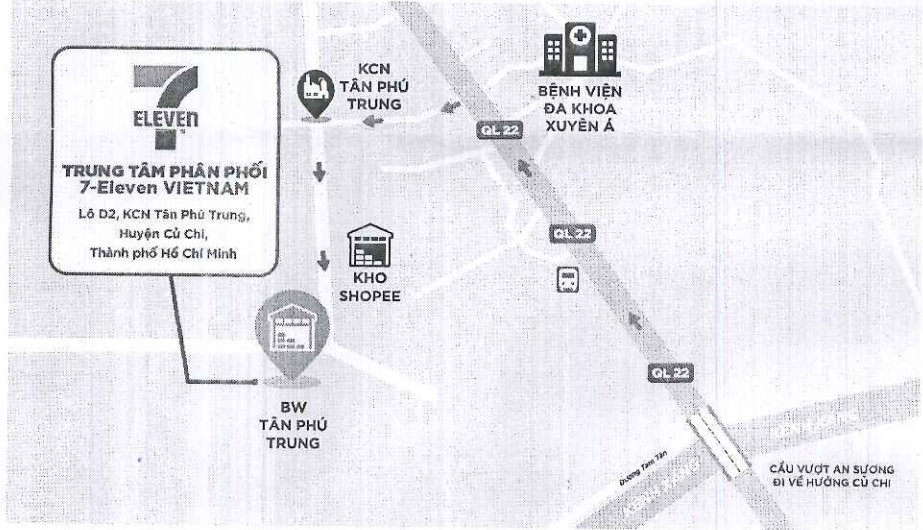 7
ELEVEN
TRUNG TÂM PHÂN PHỐI
7-Eleven VIETNAM
Lô D2, KCN Tân Phú Trung,
Huyện Củ Chi,
Thành phố Hồ Chí Minh
KCN
TÂN PHÚ
TRUNG
BỆNH VIỆN
ĐA KHOA
XUYÊN Á
QL 22
QL 22
KHO
SHOPEE
QL 22
BW
TÂN PHÚ
TRUNG
Đường Tam Tân
CẦU VƯỢT AN SƯƠNG
ĐI VỀ HƯỚNG CỦ CHI